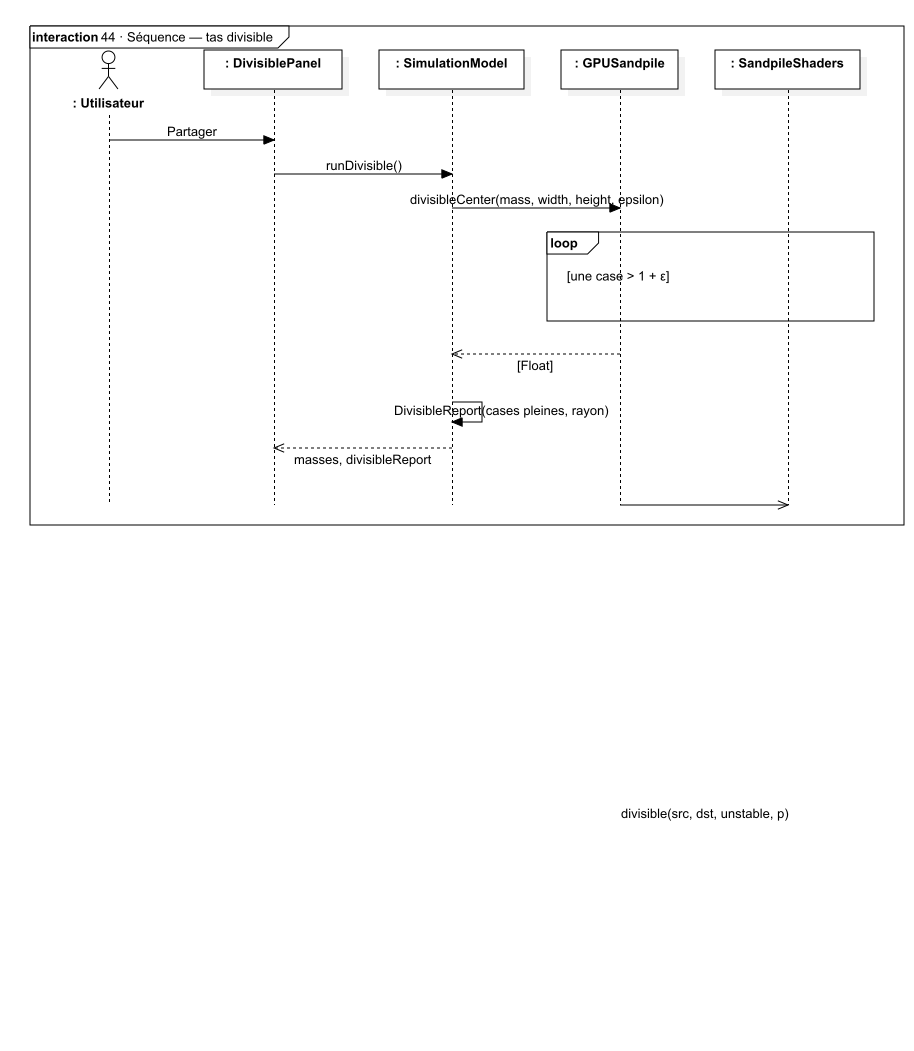 interaction 44 · Séquence — tas divisible
: Utilisateur
: DivisiblePanel
: SimulationModel
: GPUSandpile
: SandpileShaders
Partager
runDivisible()
divisibleCenter(mass, width, height, epsilon)
loop
[une case > 1 + ε]
[Float]
DivisibleReport(cases pleines, rayon)
masses, divisibleReport
divisible(src, dst, unstable, p)